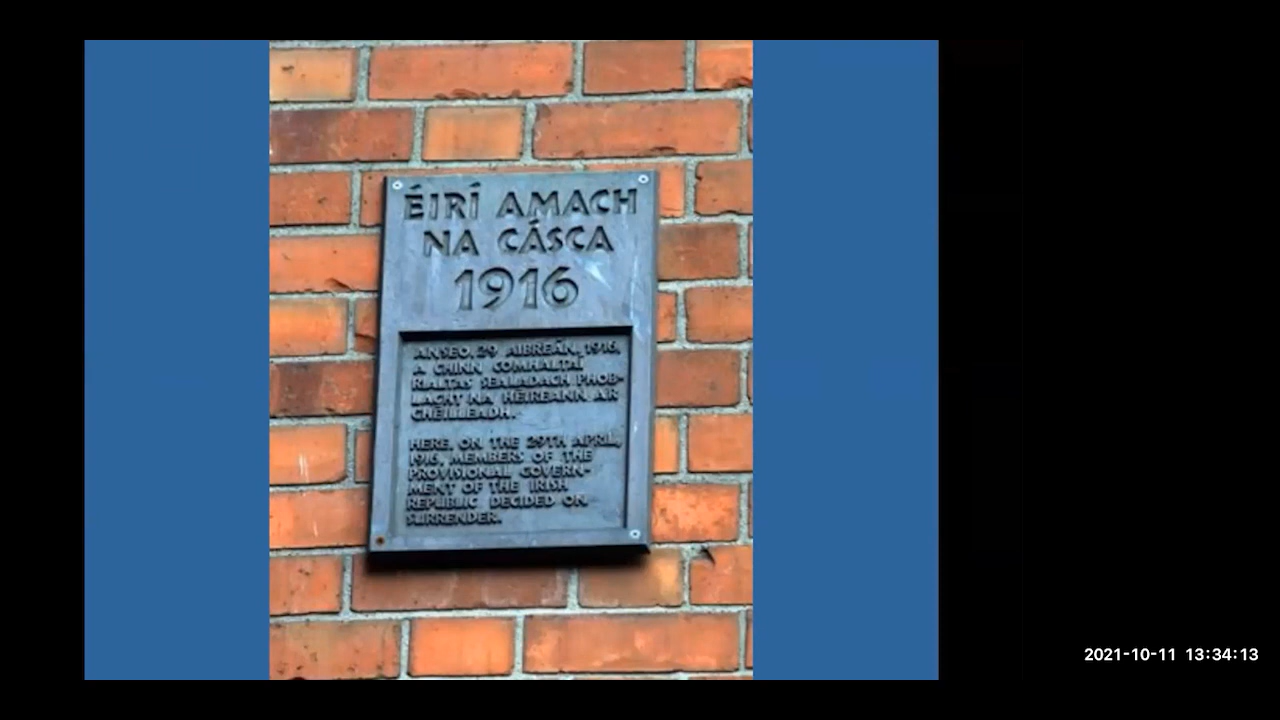 ÉIRÍ AMACH
NA CÁSCA
1916
ANSEO, 29 AIBREÁN, 1916,
A CHINN COMHALTAÍ
RIALTAS SEALADACH PHOB-
LACHT NA HÉIREANN AR
GHÉILLEADH.
HERE, ON THE 29TH APRIL,
1916, MEMBERS OF THE
PROVISIONAL GOVERN-
MENT OF THE IRISH
REPUBLIC DECIDED ON
SURRENDER.
2021-10-11 13:34:13